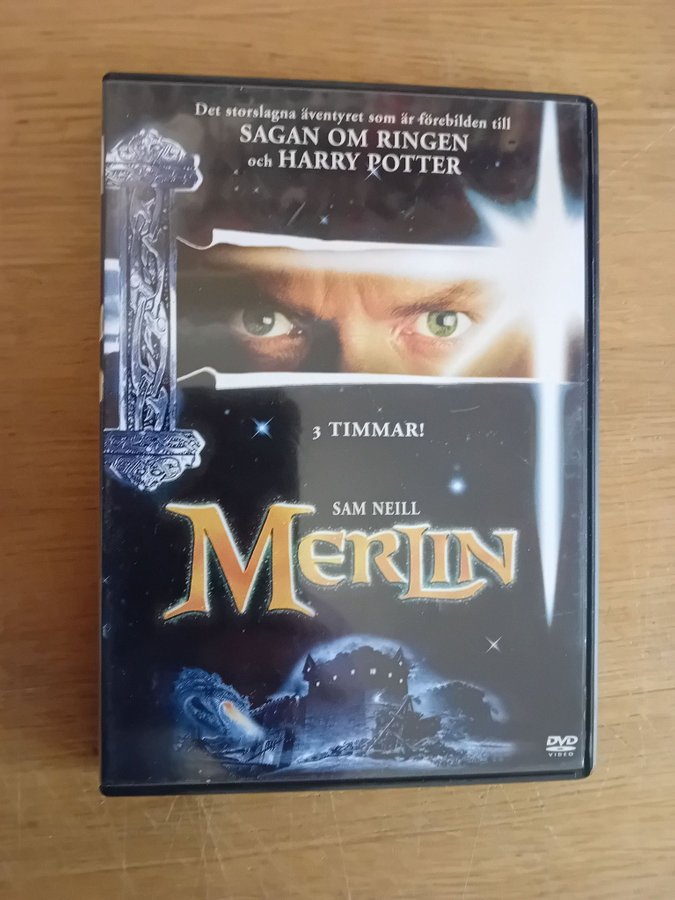 Det storslagna äventyret som är förebilden till
SAGAN OM RINGEN
och HARRY POTTER
3 TIMMAR!
SAM NEILL
MERLIN
DVD
VIDEO